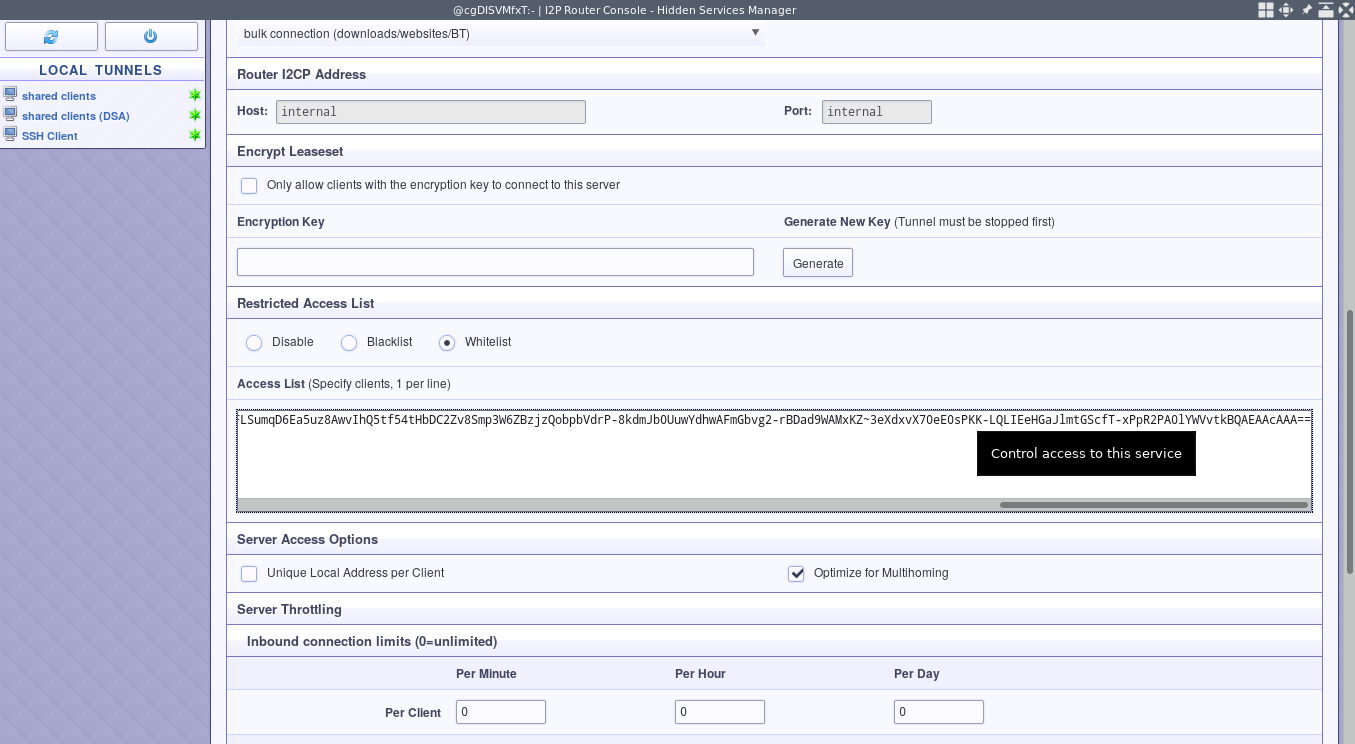 @cgDISVMfxT:- | I2P Router Console - Hidden Services Manager
LOCAL TUNNELS
shared clients
shared clients (DSA)
SSH Client
bulk connection (downloads/websites/BT)
Router I2CP Address
Host: internal Port: internal
Encrypt Leaseset
Only allow clients with the encryption key to connect to this server
Encryption Key Generate New Key (Tunnel must be stopped first)
Generate
Restricted Access List
Disable Blacklist Whitelist
Access List (Specify clients, 1 per line)
LSumqD6Ea5uz8AwvIhQ5tf54tHbDC2Zv8Smp3W6ZBzjzQobpbVdrP-8kdmJbOUuwYdhwAFmGbvg2-rBDad9WAMxKZ~3eXdxvX7OeEOsPKK-LQLIEeHGaJlmtGScfT-xPpR2PAOlYWVvtkBQAEAAcAAA==
Control access to this service
Server Access Options
Unique Local Address per Client Optimize for Multihoming
Server Throttling
Inbound connection limits (0=unlimited)
Per Minute Per Hour Per Day
Per Client 0 0 0